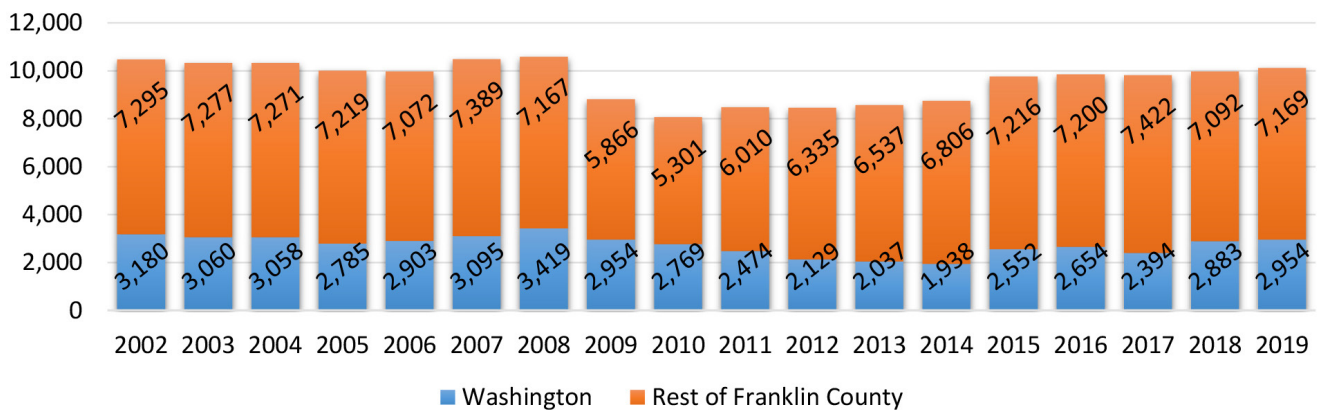 12,000
10,000
8,000
6,000
4,000
2,000
0
7,295 7,277 7,271 7,219 7,072 7,389 7,167 5,866 5,301 6,010 6,335 6,537 6,806 7,216 7,200 7,422 7,092 7,169
3,180 3,060 3,058 2,785 2,903 3,095 3,419 2,954 2,769 2,474 2,129 2,037 1,938 2,552 2,654 2,394 2,883 2,954
2002 2003 2004 2005 2006 2007 2008 2009 2010 2011 2012 2013 2014 2015 2016 2017 2018 2019
Washington Rest of Franklin County